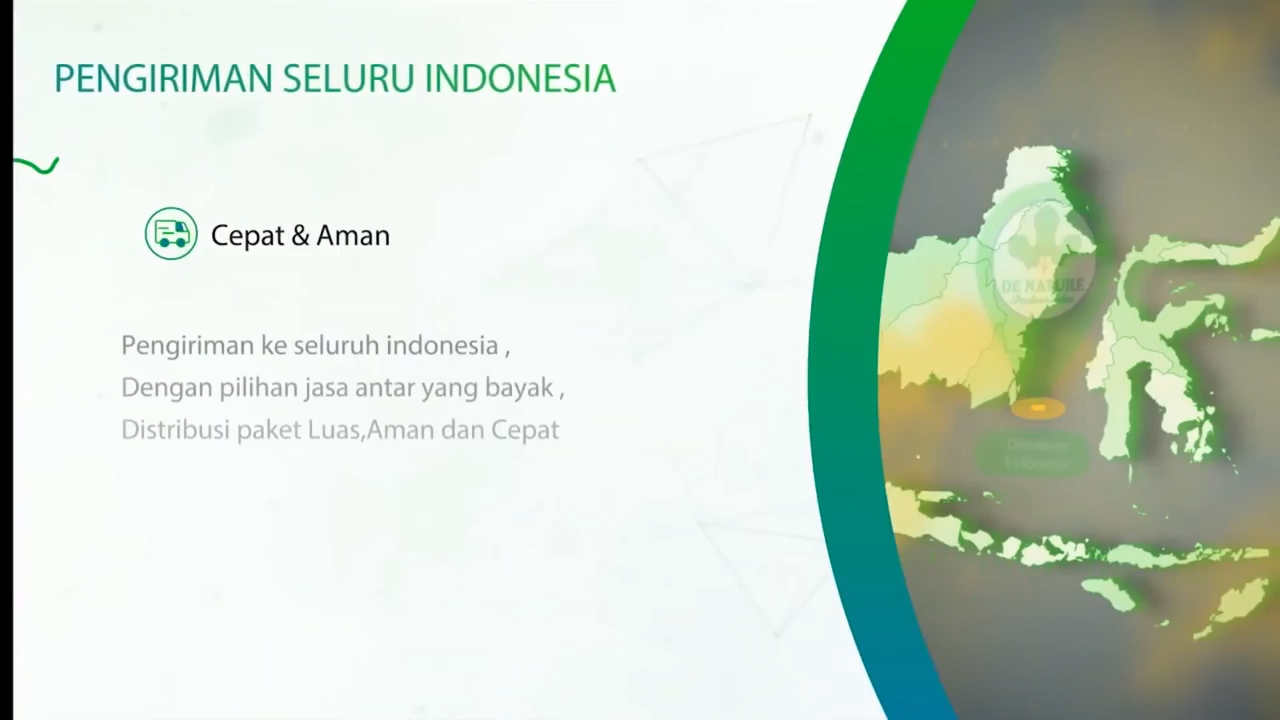 PENGIRIMAN SELURU INDONESIA
Cepat & Aman
Pengiriman ke seluruh indonesia ,
Dengan pilihan jasa antar yang bayak ,
Distribusi paket Luas,Aman dan Cepat
DE NATURE
Indonesia